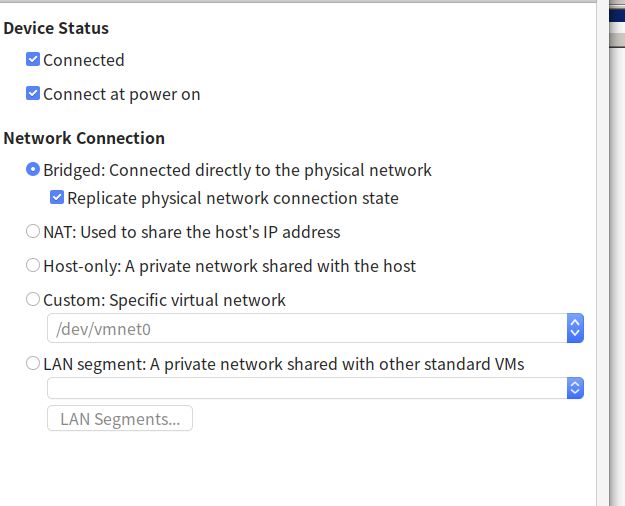 Device Status
Connected
Connect at power on
Network Connection
Bridged: Connected directly to the physical network
Replicate physical network connection state
NAT: Used to share the host's IP address
Host-only: A private network shared with the host
Custom: Specific virtual network
/dev/vmnet0
LAN segment: A private network shared with other standard VMs
LAN Segments...